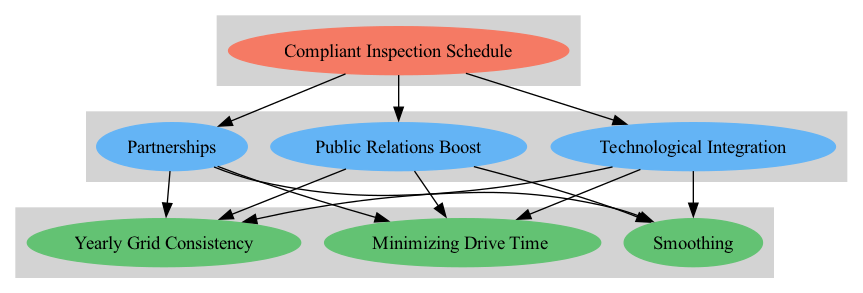 Compliant Inspection Schedule
Partnerships
Public Relations Boost
Technological Integration
Yearly Grid Consistency
Minimizing Drive Time
Smoothing